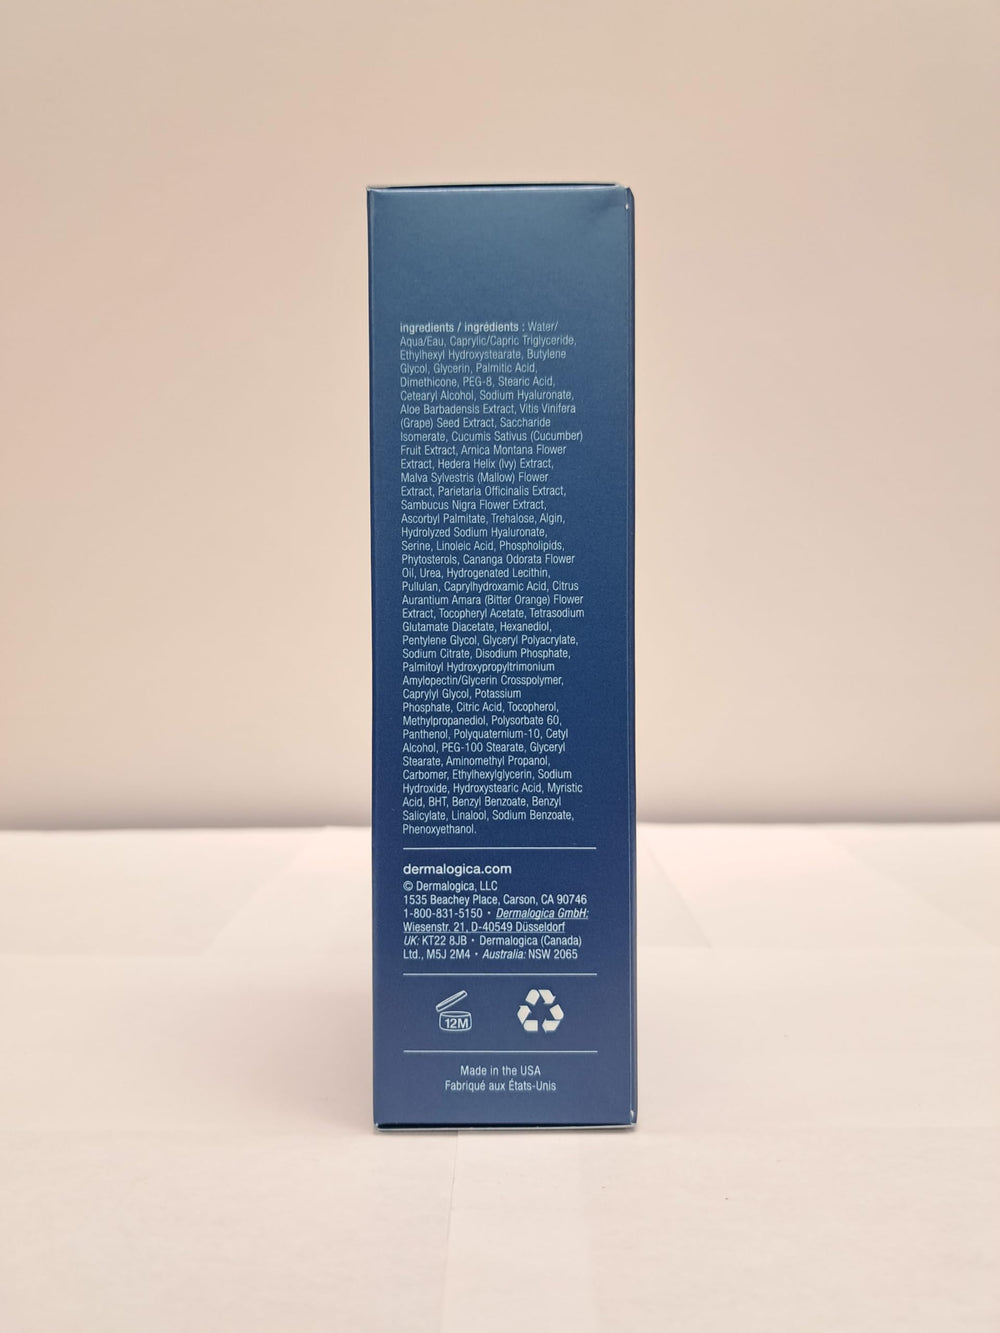 ingredients / ingrédients : Water/
Aqua/Eau, Caprylic/Capric Triglyceride,
Ethylhexyl Hydroxystearate, Butylene
Glycol, Glycerin, Palmitic Acid,
Dimethicone, PEG-8, Stearic Acid,
Cetearyl Alcohol, Sodium Hyaluronate,
Aloe Barbadensis Extract, Vitis Vinifera
(Grape) Seed Extract, Saccharide
Isomerate, Cucumis Sativus (Cucumber)
Fruit Extract, Arnica Montana Flower
Extract, Hedera Helix (Ivy) Extract,
Malva Sylvestris (Mallow) Flower
Extract, Parietaria Officinalis Extract,
Sambucus Nigra Flower Extract,
Ascorbyl Palmitate, Trehalose, Algin,
Hydrolyzed Sodium Hyaluronate,
Serine, Linoleic Acid, Phospholipids,
Phytosterols, Cananga Odorata Flower
Oil, Urea, Hydrogenated Lecithin,
Pullulan, Caprylhydroxamic Acid, Citrus
Aurantium Amara (Bitter Orange) Flower
Extract, Tocopheryl Acetate, Tetrasodium
Glutamate Diacetate, Hexanediol,
Pentylene Glycol, Glyceryl Polyacrylate,
Sodium Citrate, Disodium Phosphate,
Palmitoyl Hydroxypropyltrimonium
Amylopectin/Glycerin Crosspolymer,
Caprylyl Glycol, Potassium
Phosphate, Citric Acid, Tocopherol,
Methylpropanediol, Polysorbate 60,
Panthenol, Polyquaternium-10, Cetyl
Alcohol, PEG-100 Stearate, Glyceryl
Stearate, Aminomethyl Propanol,
Carbomer, Ethylhexylglycerin, Sodium
Hydroxide, Hydroxystearic Acid, Myristic
Acid, BHT, Benzyl Benzoate, Benzyl
Salicylate, Linalool, Sodium Benzoate,
Phenoxyethanol.
dermalogica.com
© Dermalogica, LLC
1535 Beachey Place, Carson, CA 90746
1-800-831-5150 • Dermalogica GmbH:
Wiesenstr. 21, D-40549 Düsseldorf
UK: KT22 8JB • Dermalogica (Canada)
Ltd., M5J 2M4 • Australia: NSW 2065
12M
Made in the USA
Fabriqué aux États-Unis